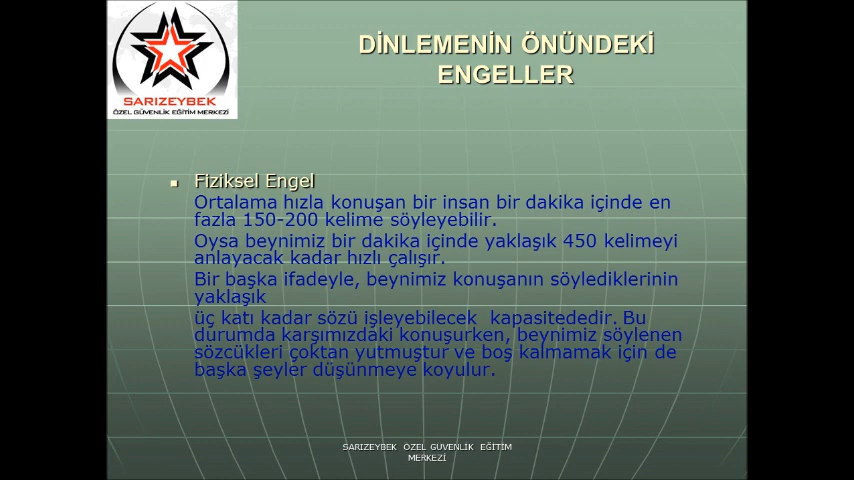 SARIZEYBEK
ÖZEL GÜVENLİK EĞİTİM MERKEZİ
DİNLEMENİN ÖNÜNDEKİ
ENGELLER
Fiziksel Engel
Ortalama hızla konuşan bir insan bir dakika içinde en
fazla 150-200 kelime söyleyebilir.
Oysa beynimiz bir dakika içinde yaklaşık 450 kelimeyi
anlayacak kadar hızlı çalışır.
Bir başka ifadeyle, beynimiz konuşanın söylediklerinin
yaklaşık
üç katı kadar sözü işleyebilecek kapasitededir. Bu
durumda karşımızdaki konuşurken, beynimiz söylenen
sözcükleri çoktan yutmuştur ve boş kalmamak için de
başka şeyler düşünmeye koyulur.
SARIZEYBEK ÖZEL GÜVENLİK EĞİTİM
MERKEZİ